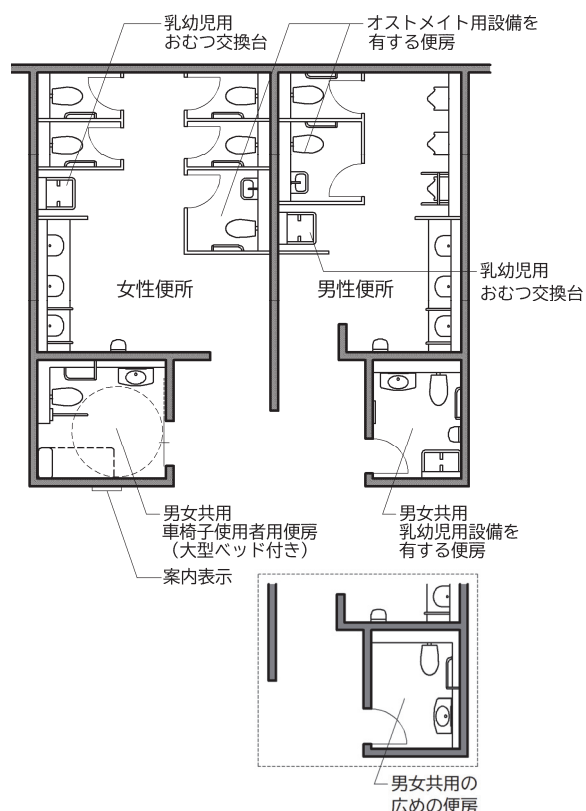 乳幼児用
おむつ交換台
オストメイト用設備を
有する便房
女性便所
男性便所
乳幼児用
おむつ交換台
男女共用
車椅子使用者用便房
（大型ベッド付き）
案内表示
男女共用
乳幼児用設備を
有する便房
男女共用の
広めの便房